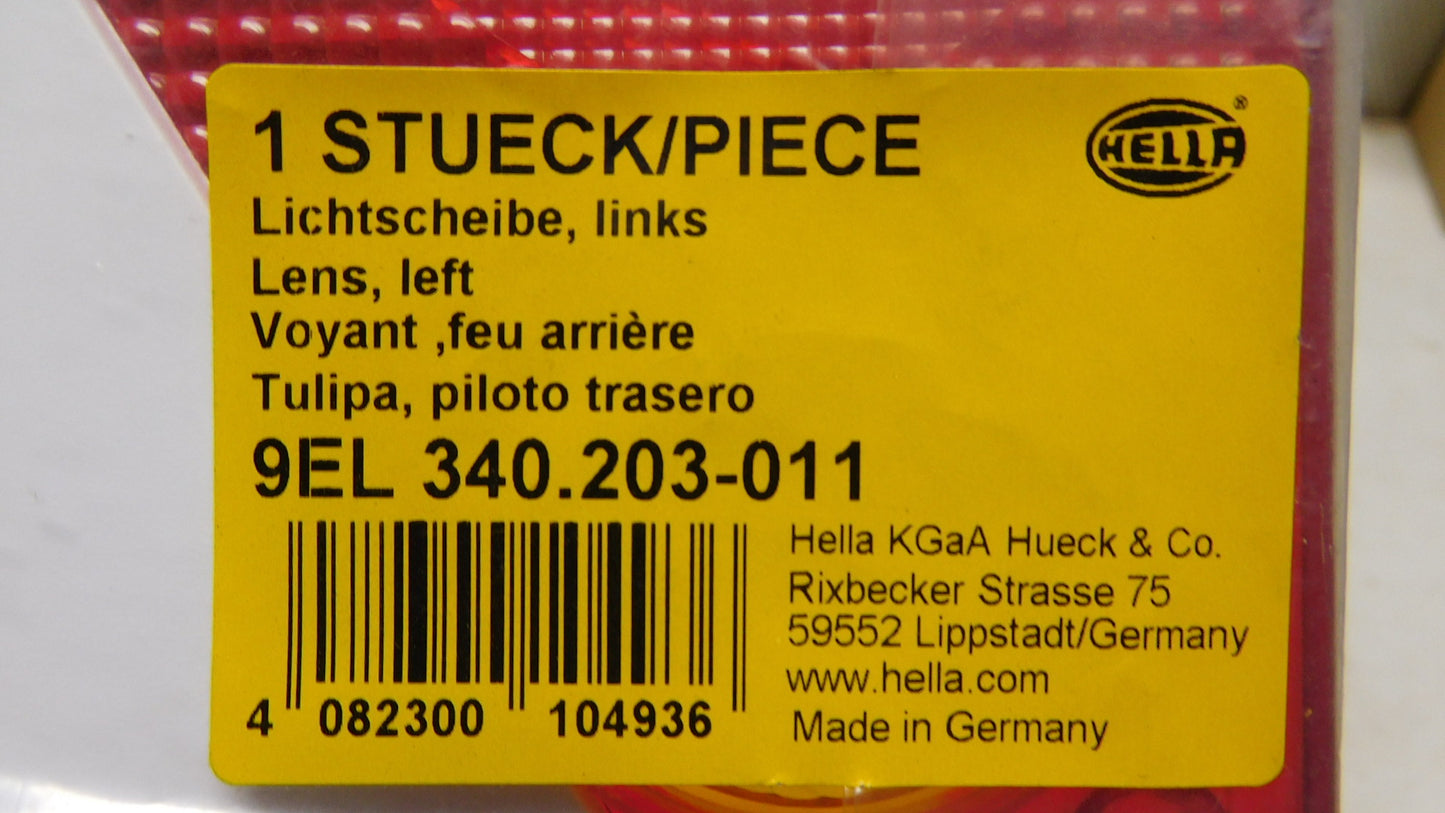 1 STUECK/PIECE
HELLA®
Lichtscheibe, links
Lens, left
Voyant ,feu arrière
Tulipa, piloto trasero
9EL 340.203-011
Hella KGaA Hueck & Co.
Rixbecker Strasse 75
59552 Lippstadt/Germany
www.hella.com
Made in Germany
4 082300 104936